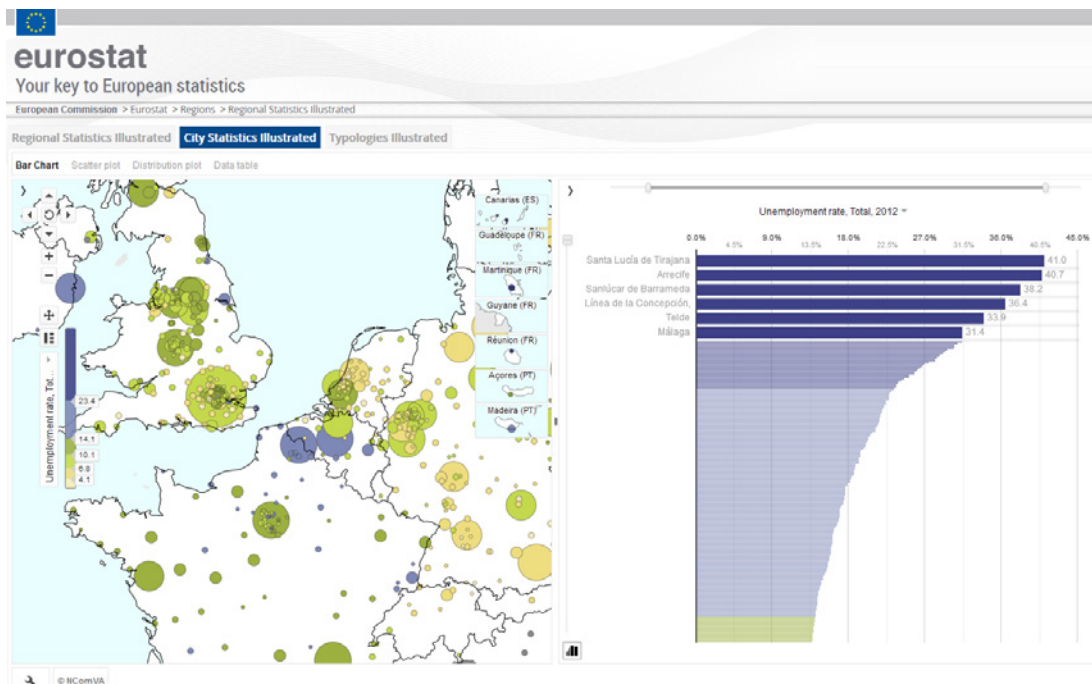 eurostat
Your key to European statistics
European Commission > Eurostat > Regions > Regional Statistics Illustrated
Regional Statistics Illustrated City Statistics Illustrated Typologies Illustrated
Bar Chart Scatter plot Distribution plot Data table
Canarias (ES)
Guadeloupe (FR)
Martinique (FR)
Guyane (FR)
Réunion (FR)
Açores (PT)
Madeira (PT)
Unemployment rate, Tot...
23.4
14.1
10.1
6.8
4.1
Unemployment rate, Total, 2012
0.0% 9.0% 18.0% 27.0% 36.0% 45.0%
4.5% 13.5% 22.5% 31.5% 40.5%
Santa Lucía de Tirajana 41.0
Arrecife 40.7
Sanlúcar de Barrameda 38.2
Línea de la Concepción, 36.4
Telde 33.9
Málaga 31.4
© NComVA